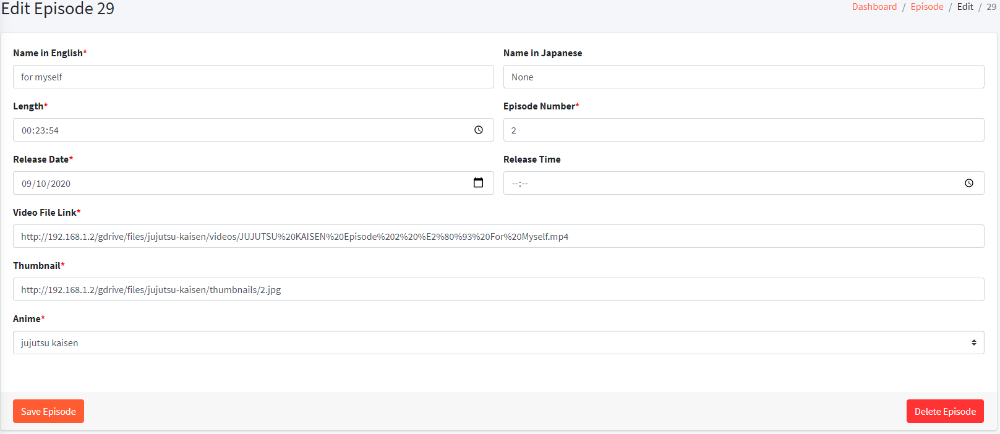 Edit Episode 29
Dashboard / Episode / Edit / 29
Name in English* Name in Japanese
for myself None
Length* Episode Number*
00:23:54 2
Release Date* Release Time
09/10/2020 --:--
Video File Link*
http://192.168.1.2/gdrive/files/jujutsu-kaisen/videos/JUJUTSU%20KAISEN%20Episode%202%20%E2%80%93%20For%20Myself.mp4
Thumbnail*
http://192.168.1.2/gdrive/files/jujutsu-kaisen/thumbnails/2.jpg
Anime*
jujutsu kaisen
Save Episode Delete Episode